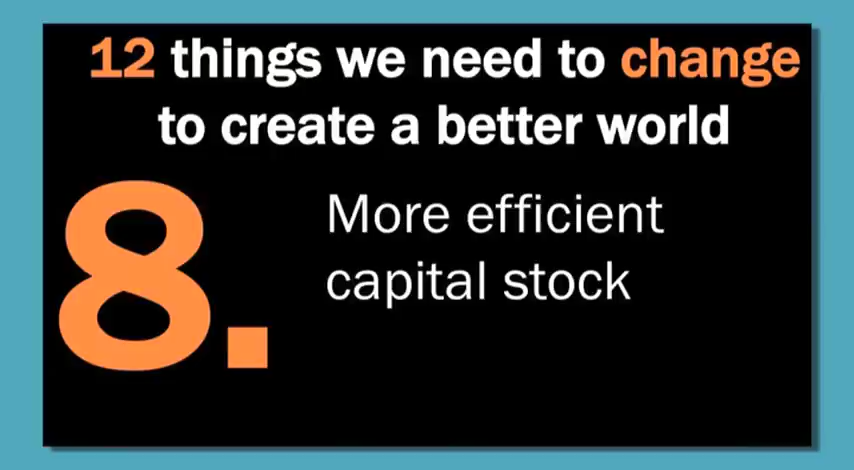 12 things we need to change
to create a better world
8.
More efficient
capital stock